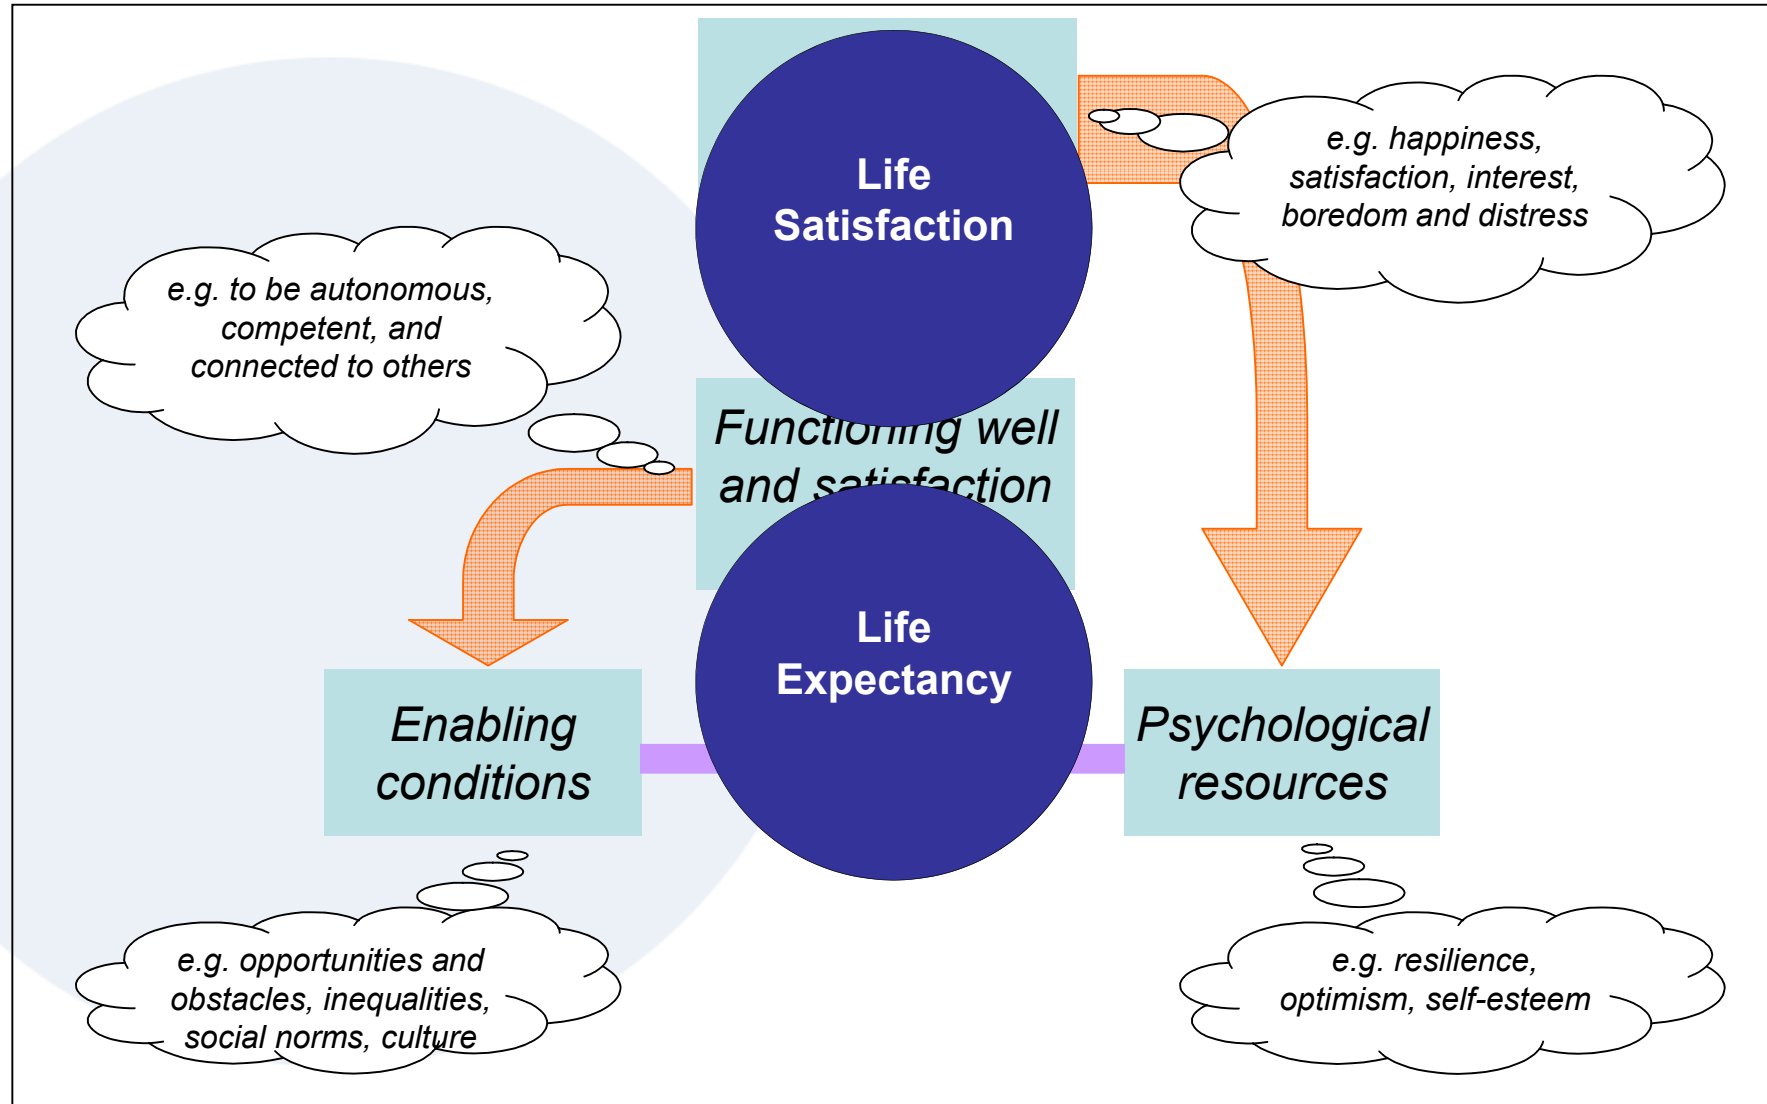 Life
Satisfaction
e.g. happiness,
satisfaction, interest,
boredom and distress
e.g. to be autonomous,
competent, and
connected to others
Functioning well
and satisfaction
Life
Expectancy
Enabling
conditions
Psychological
resources
e.g. opportunities and
obstacles, inequalities,
social norms, culture
e.g. resilience,
optimism, self-esteem